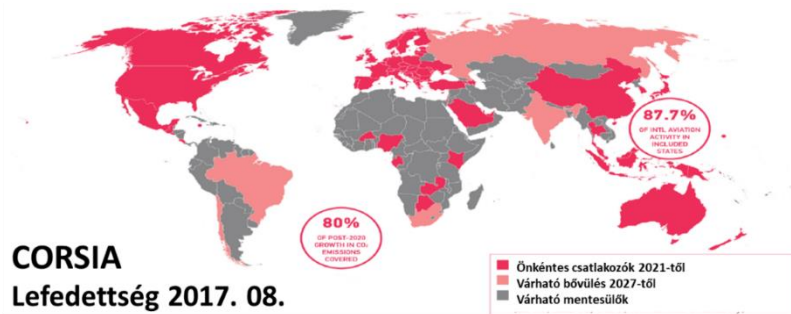 87.7%
OF INTL AVIATION
ACTIVITY IN
INCLUDED
STATES
80%
OF POST-2020
GROWTH IN CO₂
EMISSIONS
COVERED
CORSIA
Lefedettség 2017. 08.
Önkéntes csatlakozók 2021-től
Várható bővülés 2027-től
Várható mentesülők